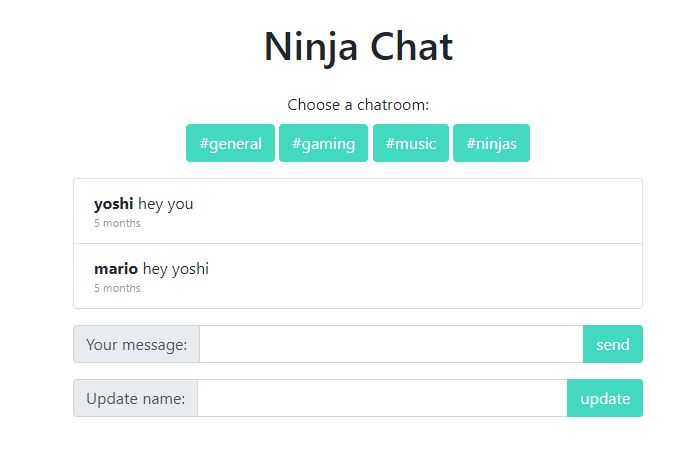 Ninja Chat
Choose a chatroom:
#general #gaming #music #ninjas
yoshi hey you
5 months
mario hey yoshi
5 months
Your message: send
Update name: update